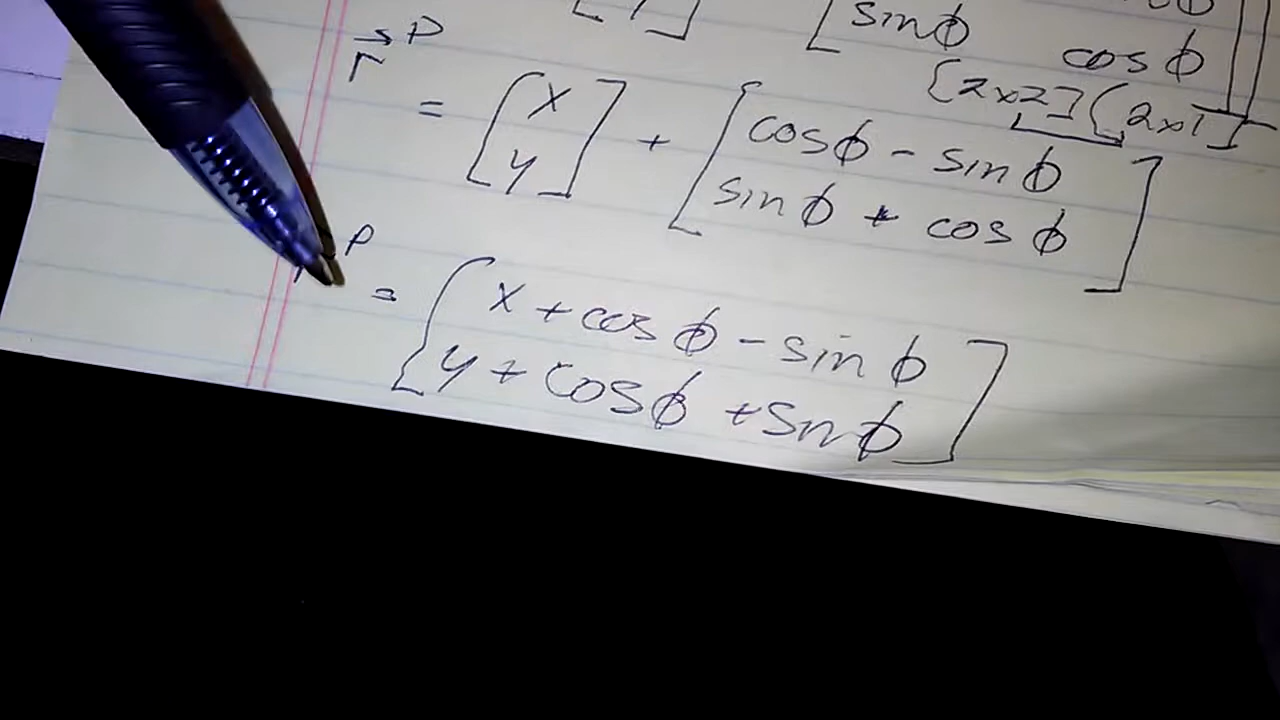 [ ] [ sinϕ cosϕ
[2x2] [2x1]
r⃗ᴾ = [ x y ] + [ cosϕ - sinϕ
sinϕ + cosϕ ]
ᴾ = [ x + cosϕ - sinϕ
y + cosϕ + sinϕ ]